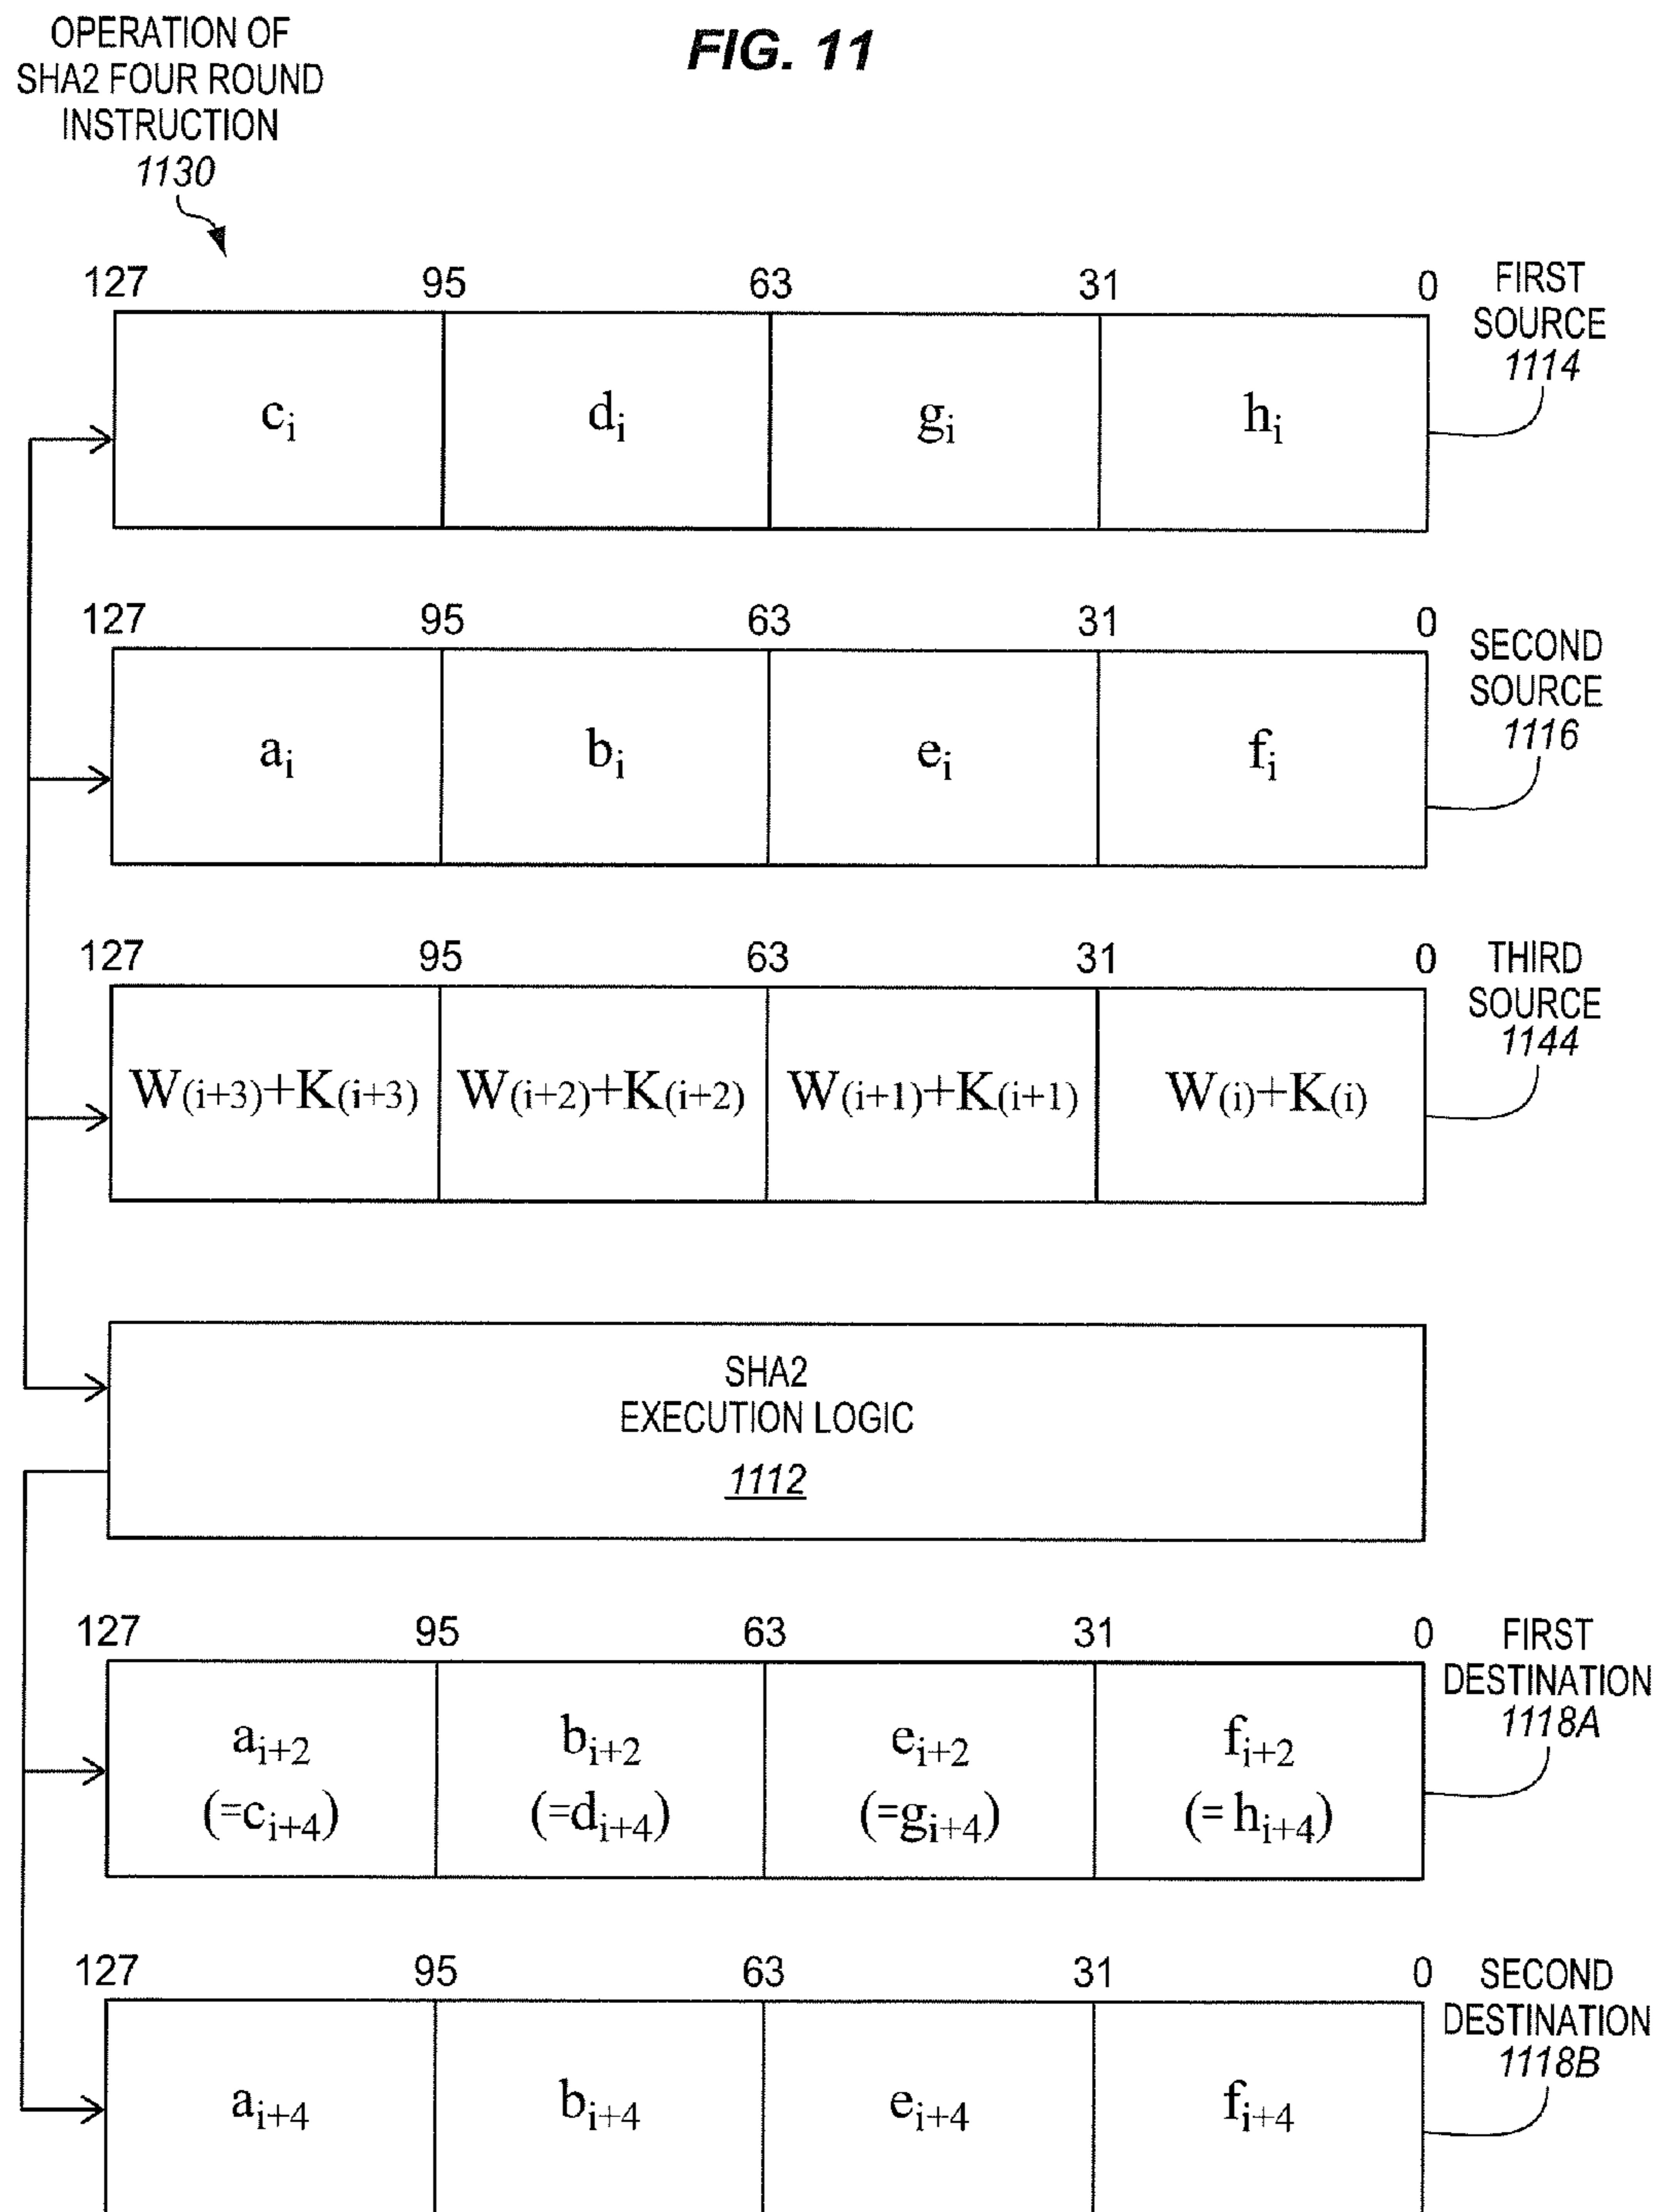 FIG. 11
OPERATION OF
SHA2 FOUR ROUND
INSTRUCTION
1130
127 95 63 31 0
FIRST
SOURCE
1114
cᵢ dᵢ gᵢ hᵢ
127 95 63 31 0
SECOND
SOURCE
1116
aᵢ bᵢ eᵢ fᵢ
127 95 63 31 0
THIRD
SOURCE
1144
W(i+3)+K(i+3) W(i+2)+K(i+2) W(i+1)+K(i+1) W(i)+K(i)
SHA2
EXECUTION LOGIC
1112
127 95 63 31 0
FIRST
DESTINATION
1118A
aᵢ₊₂ bᵢ₊₂ eᵢ₊₂ fᵢ₊₂
(=cᵢ₊₄) (=dᵢ₊₄) (=gᵢ₊₄) (= hᵢ₊₄)
127 95 63 31 0
SECOND
DESTINATION
1118B
aᵢ₊₄ bᵢ₊₄ eᵢ₊₄ fᵢ₊₄